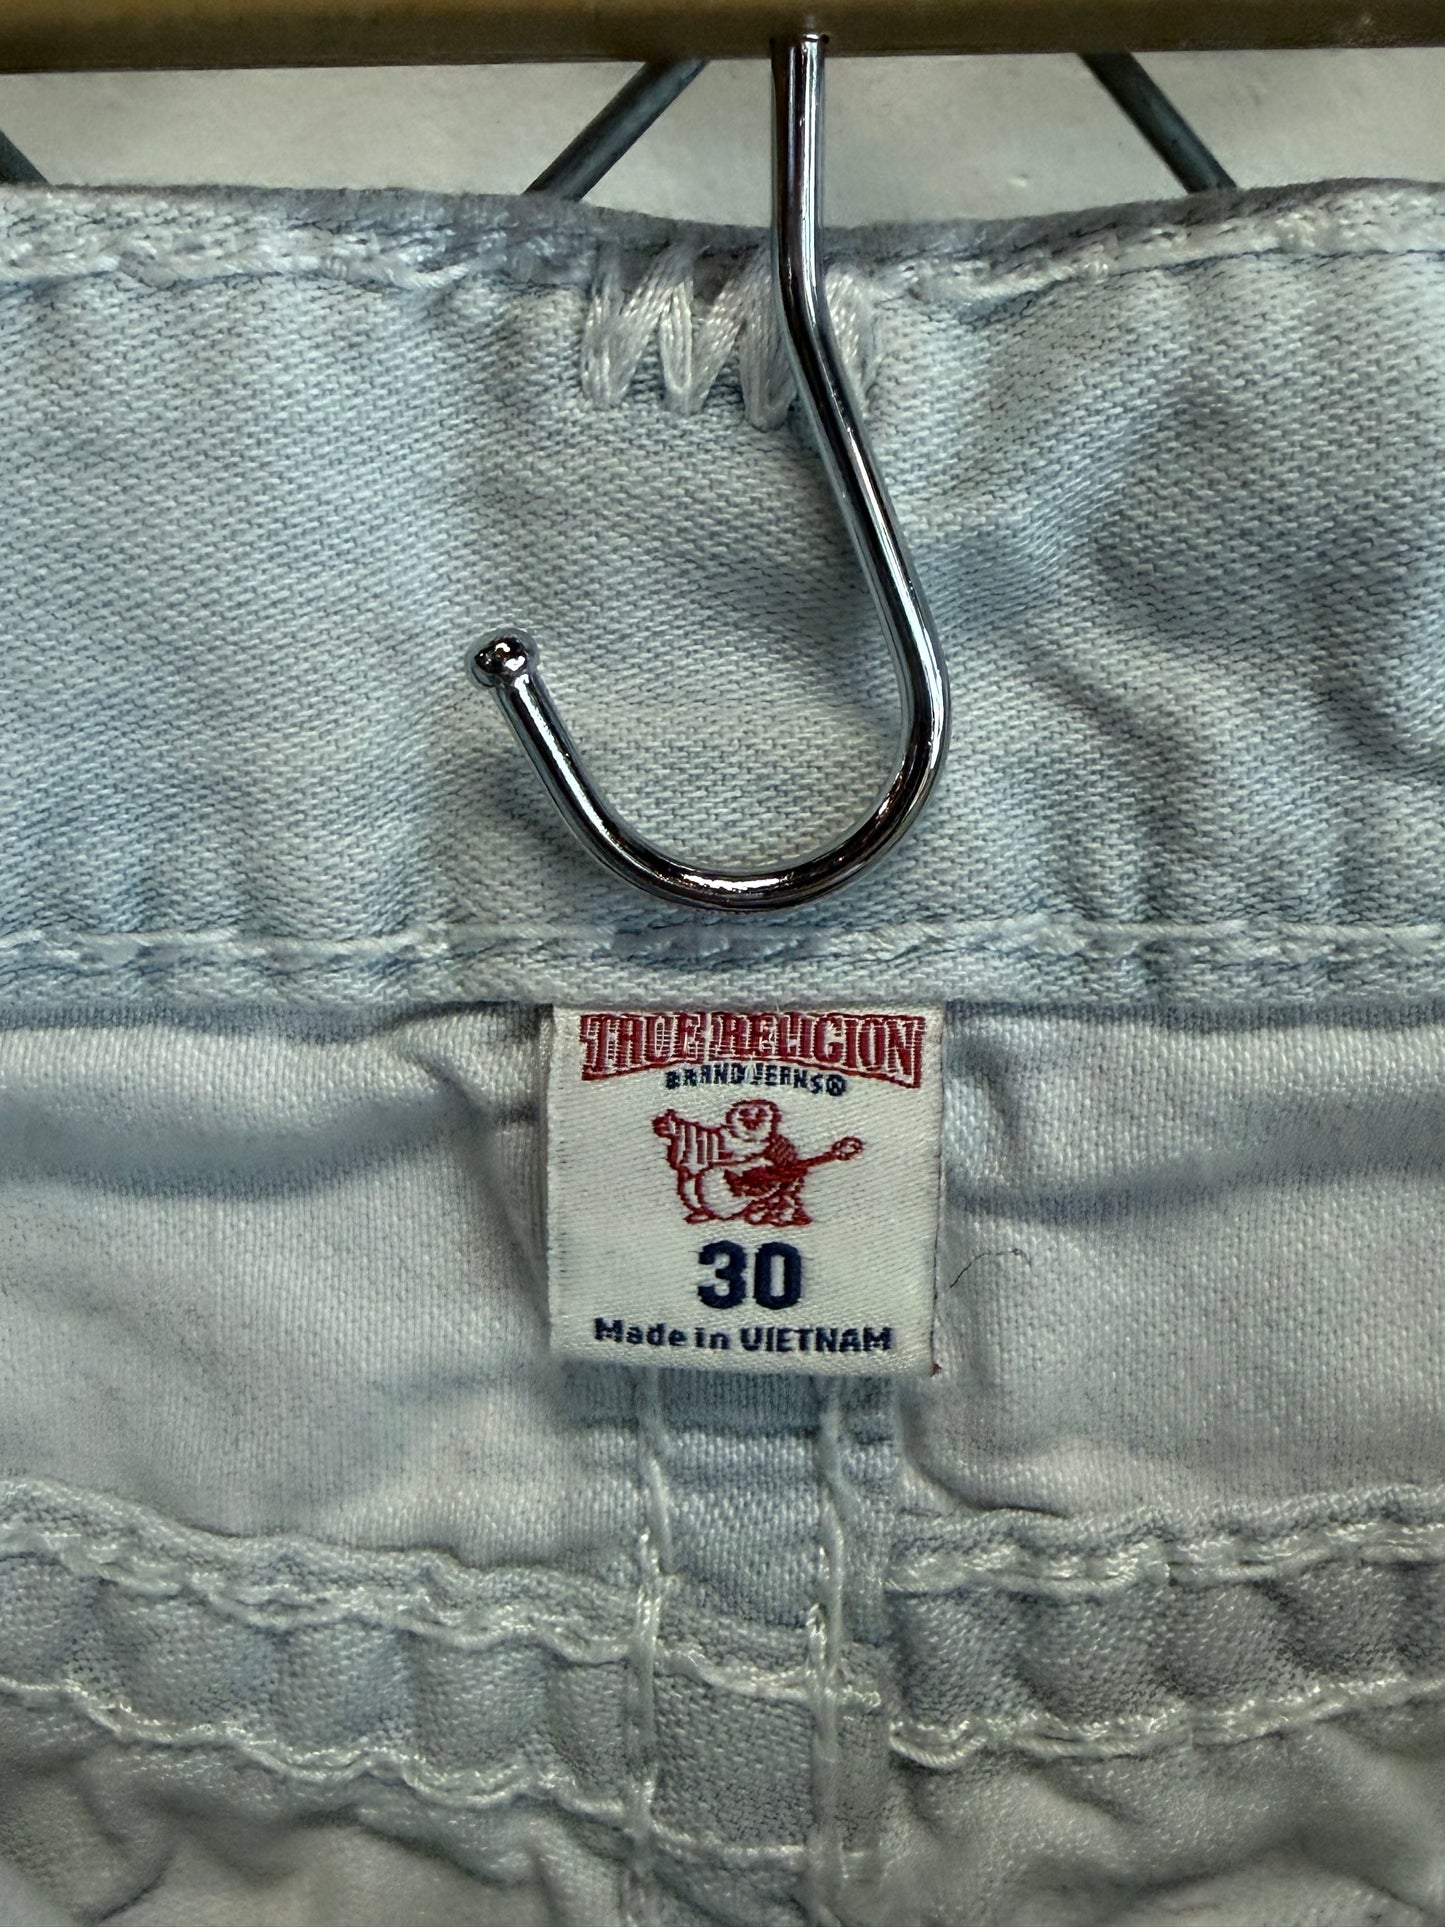 TRUE RELIGION
BRAND JEANS®
30
Made in VIETNAM